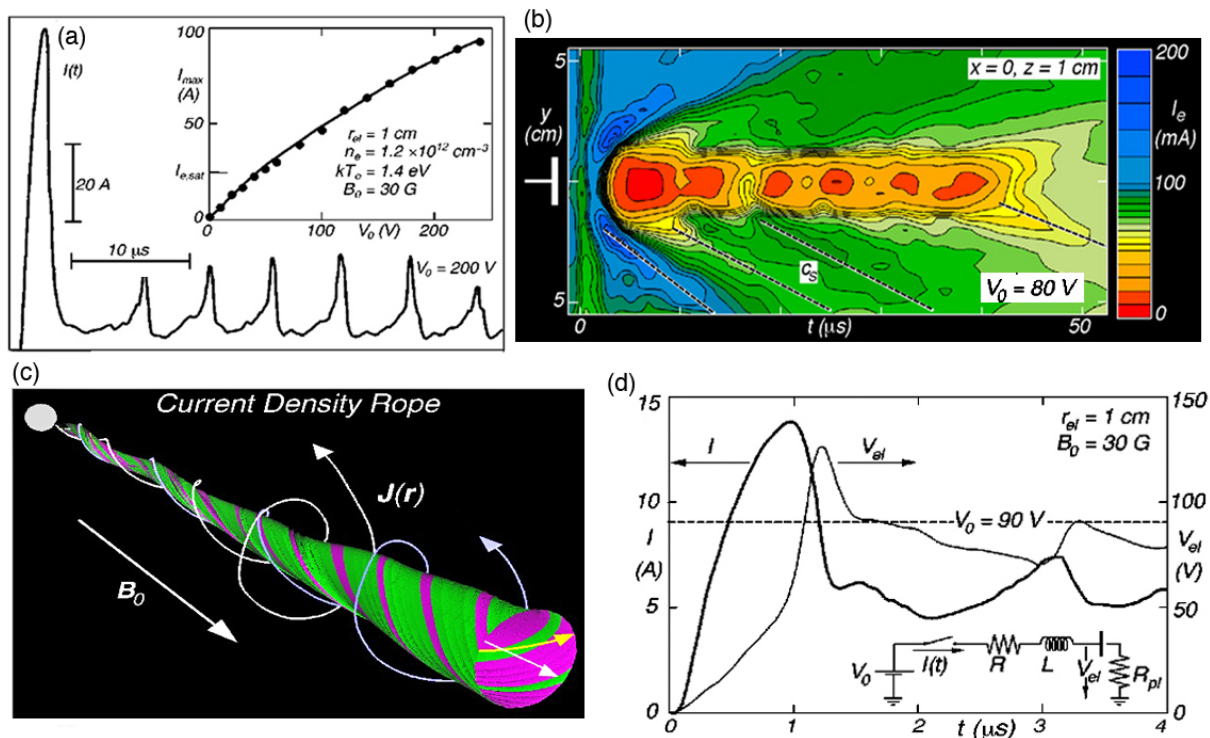 (a)
I(t)
20 A
10 μs
100
I_max
(A)
50
I_e,sat
0
r_el = 1 cm
n_e = 1.2 ×10^12 cm^-3
kT_e = 1.4 eV
B_0 = 30 G
0
100
V_0 (V)
200
V_0 = 200 V
(b)
5
y
(cm)
5
x = 0, z = 1 cm
c_s
V_0 = 80 V
0
t (μs)
50
200
I_e
(mA)
100
0
(c)
Current Density Rope
J(r)
B_0
(d)
15
10
I
(A)
5
0
I
V_el
r_el = 1 cm
B_0 = 30 G
V_0 = 90 V
150
100
V_el
(V)
50
0
V_0
I(t)
R
L
V_el
R_pl
0
1
2
3
4
t (μs)